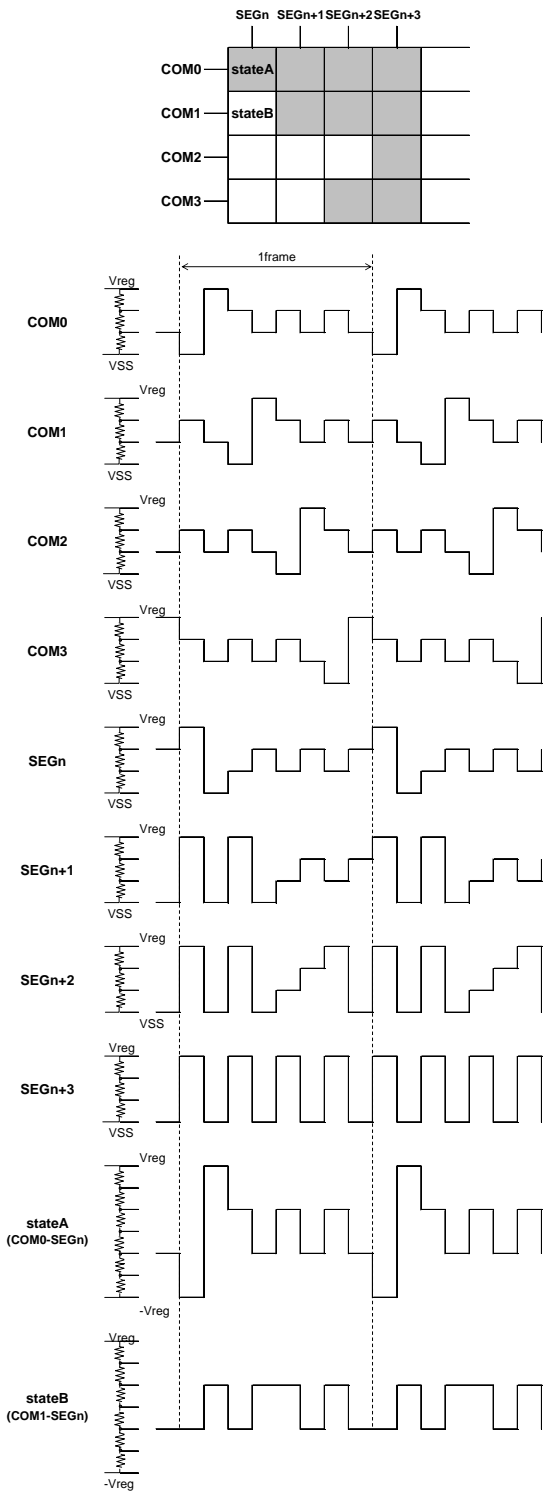 SEGn SEGn+1 SEGn+2 SEGn+3
COM0 stateA
COM1 stateB
COM2
COM3
1frame
Vreg
COM0
VSS
Vreg
COM1
VSS
Vreg
COM2
VSS
Vreg
COM3
VSS
Vreg
SEGn
VSS
Vreg
SEGn+1
VSS
Vreg
SEGn+2
VSS
Vreg
SEGn+3
VSS
Vreg
stateA
(COM0-SEGn)
-Vreg
Vreg
stateB
(COM1-SEGn)
-Vreg